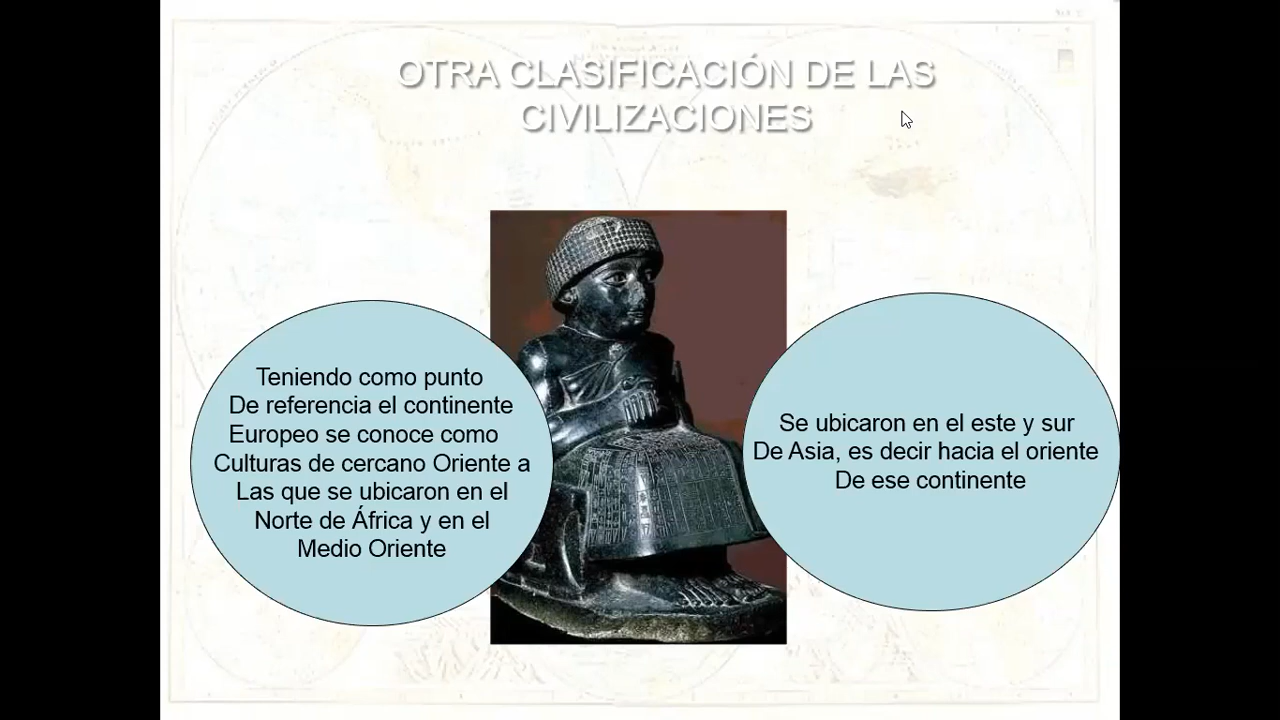 OTRA CLASIFICACIÓN DE LAS
CIVILIZACIONES
Teniendo como punto
De referencia el continente
Europeo se conoce como
Culturas de cercano Oriente a
Las que se ubicaron en el
Norte de África y en el
Medio Oriente
Se ubicaron en el este y sur
De Asia, es decir hacia el oriente
De ese continente